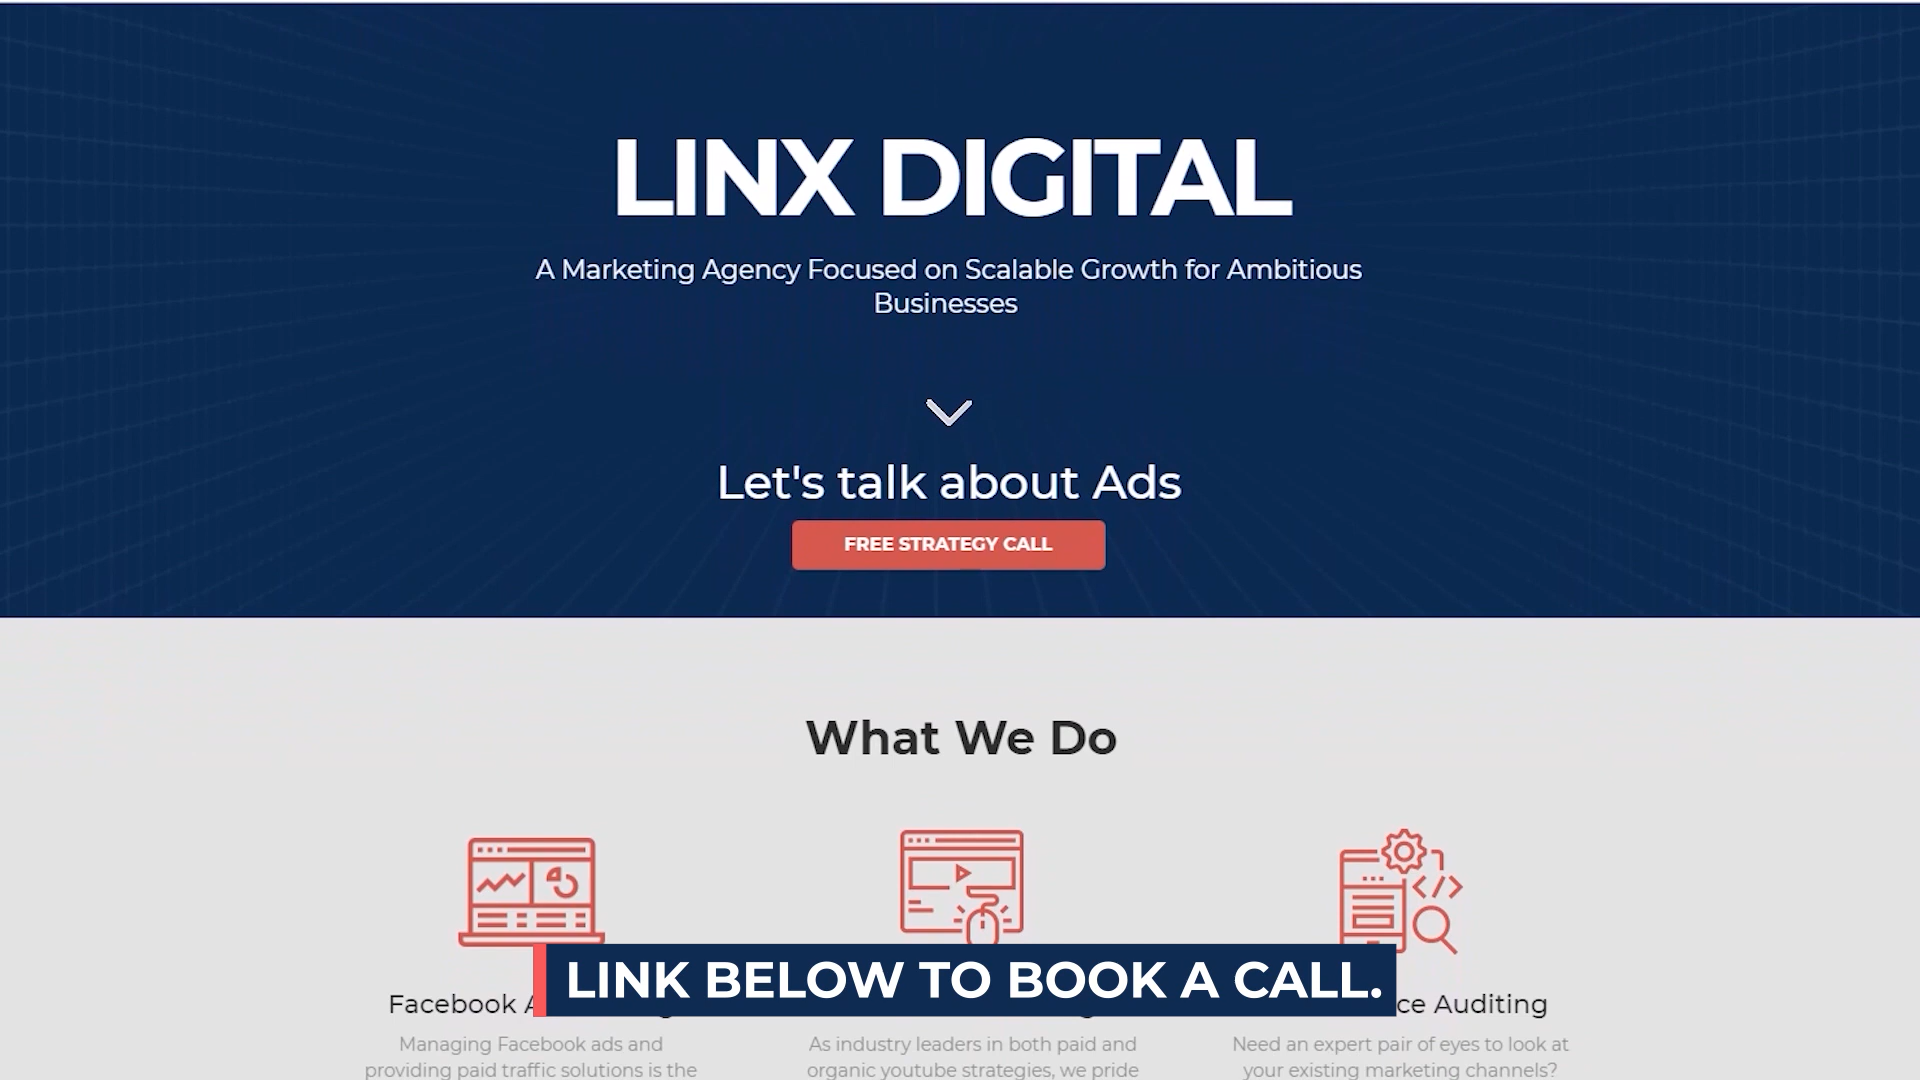 LINX DIGITAL
A Marketing Agency Focused on Scalable Growth for Ambitious
Businesses
Let's talk about Ads
FREE STRATEGY CALL
What We Do
LINK BELOW TO BOOK A CALL.
Facebook
Auditing
Managing Facebook ads and
providing paid traffic solutions is the
As industry leaders in both paid and
organic youtube strategies, we pride
Need an expert pair of eyes to look at
your existing marketing channels?